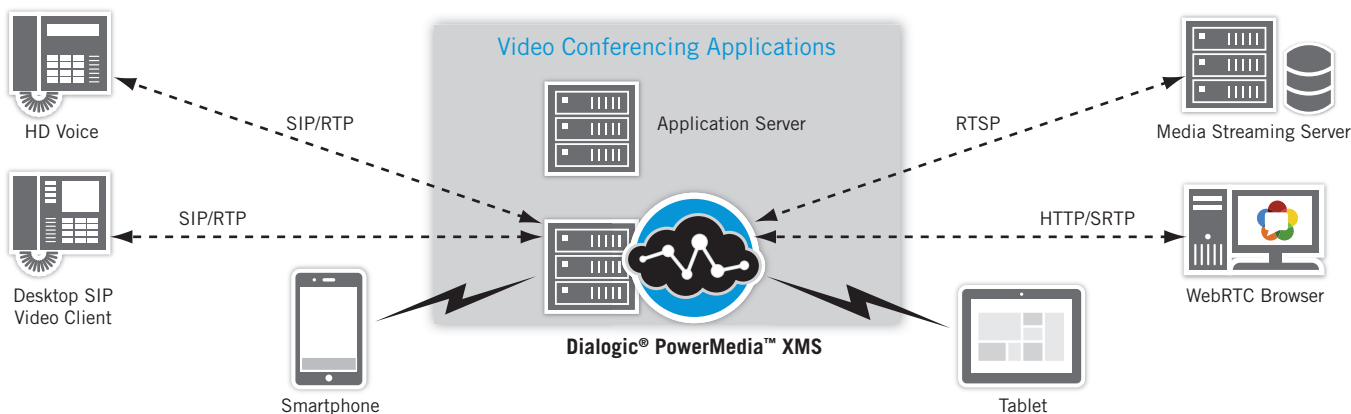 Video Conferencing Applications
HD Voice
SIP/RTP
Application Server
RTSP
Media Streaming Server
SIP/RTP
HTTP/SRTP
Desktop SIP
Video Client
WebRTC Browser
Dialogic® PowerMedia™ XMS
Smartphone
Tablet